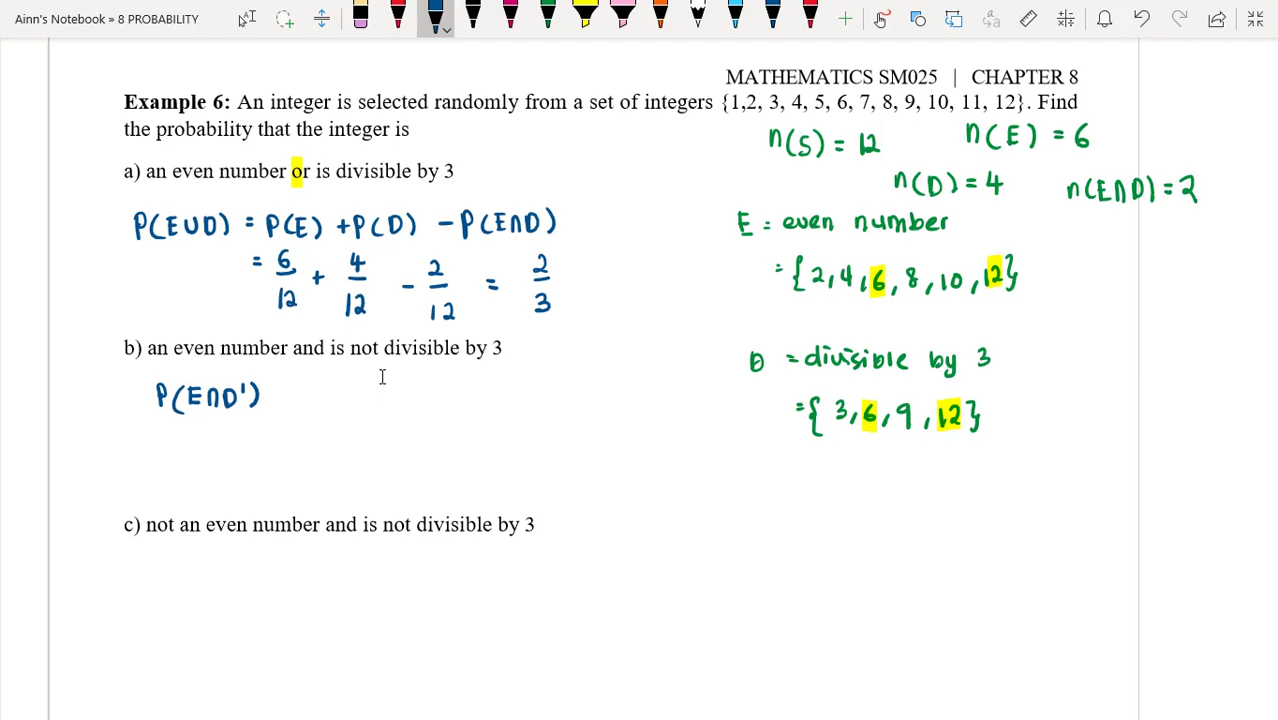 Ainn's Notebook » 8 PROBABILITY
MATHEMATICS SM025 | CHAPTER 8
Example 6: An integer is selected randomly from a set of integers {1,2, 3, 4, 5, 6, 7, 8, 9, 10, 11, 12}. Find
the probability that the integer is
n(S) = 12
n(E) = 6
a) an even number or is divisible by 3
n(D) = 4
n(E∩D) = 2
P(E∪D) = P(E) + P(D) - P(E∩D)
E = even number
= 6/12 + 4/12 - 2/12 = 2/3
= {2, 4, 6, 8, 10, 12}
b) an even number and is not divisible by 3
D = divisible by 3
P(E∩D')
= {3, 6, 9, 12}
c) not an even number and is not divisible by 3